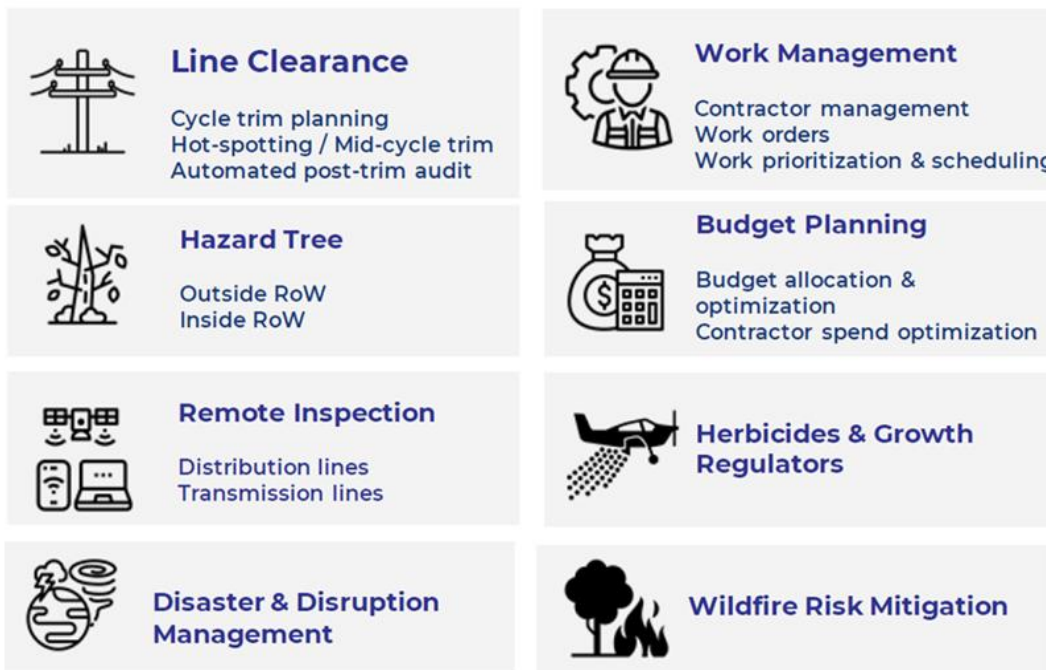 Line Clearance
Cycle trim planning
Hot-spotting / Mid-cycle trim
Automated post-trim audit
Work Management
Contractor management
Work orders
Work prioritization & scheduling
Hazard Tree
Outside RoW
Inside RoW
Budget Planning
Budget allocation &
optimization
Contractor spend optimization
Remote Inspection
Distribution lines
Transmission lines
Herbicides & Growth
Regulators
Disaster & Disruption
Management
Wildfire Risk Mitigation